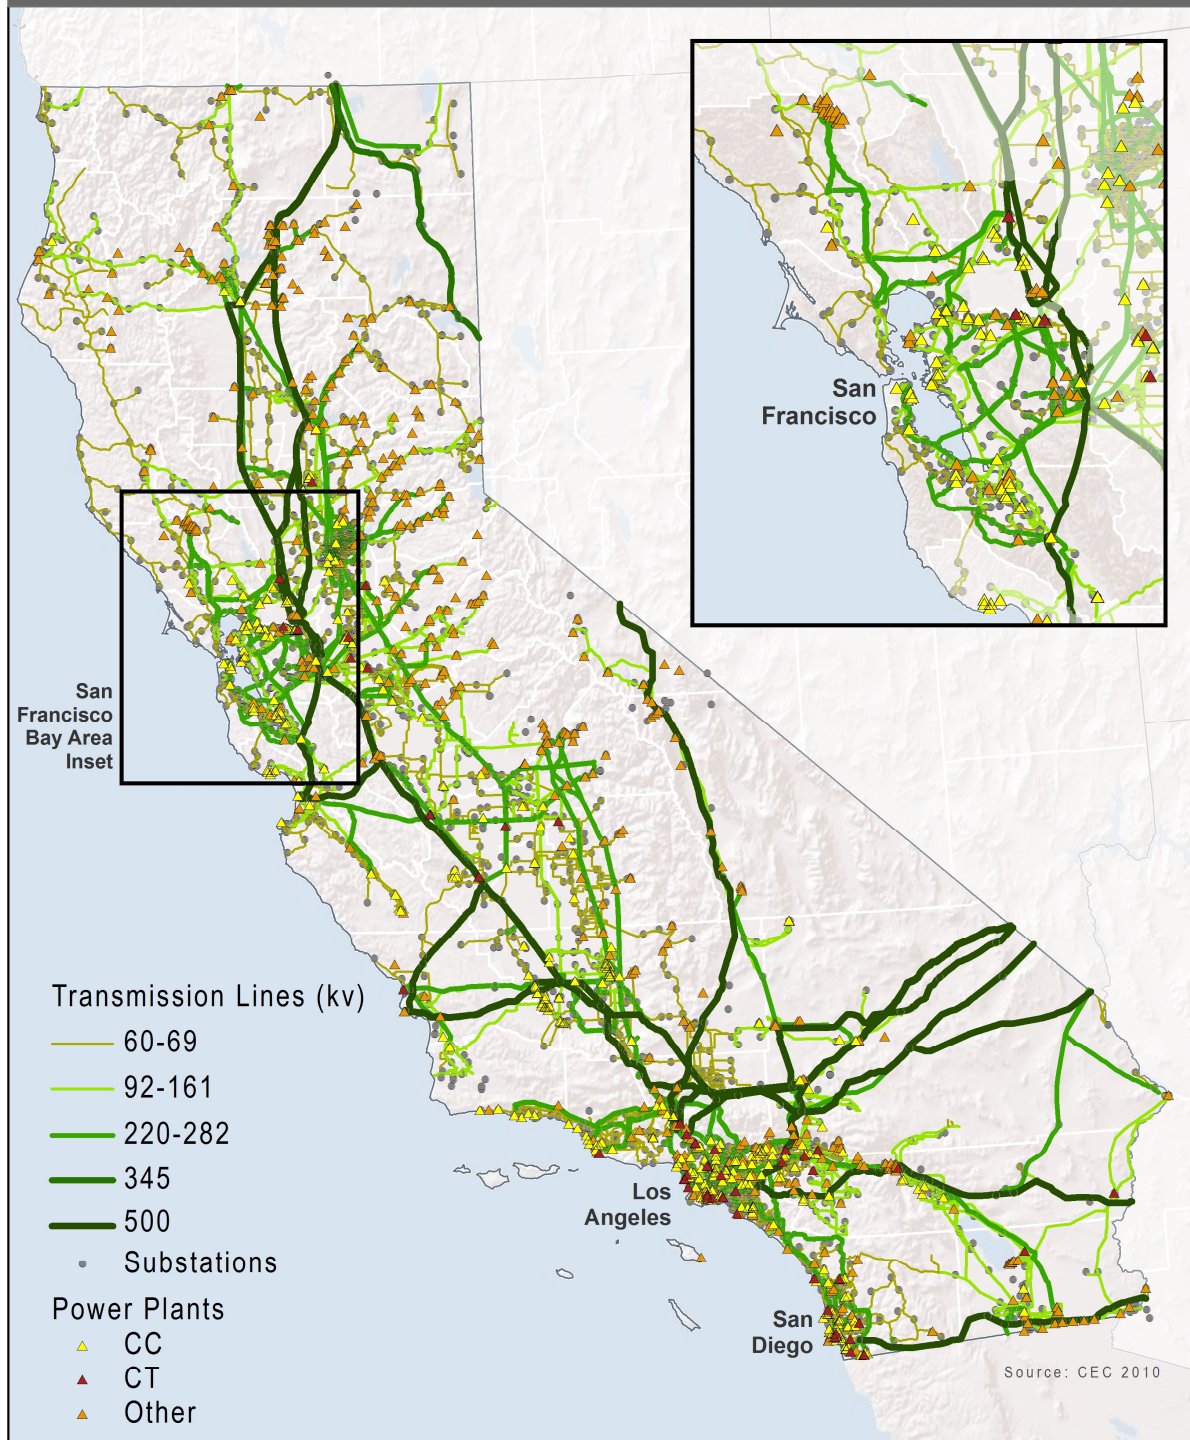 San
Francisco
San
Francisco
Bay Area
Inset
Transmission Lines (kv)
60-69
92-161
220-282
345
500
Substations
Power Plants
CC
CT
Other
Los
Angeles
San
Diego
Source: CEC 2010